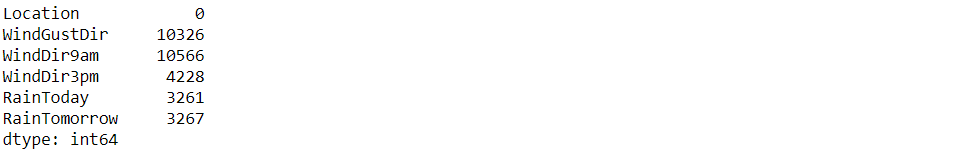 Location 0
WindGustDir 10326
WindDir9am 10566
WindDir3pm 4228
RainToday 3261
RainTomorrow 3267
dtype: int64